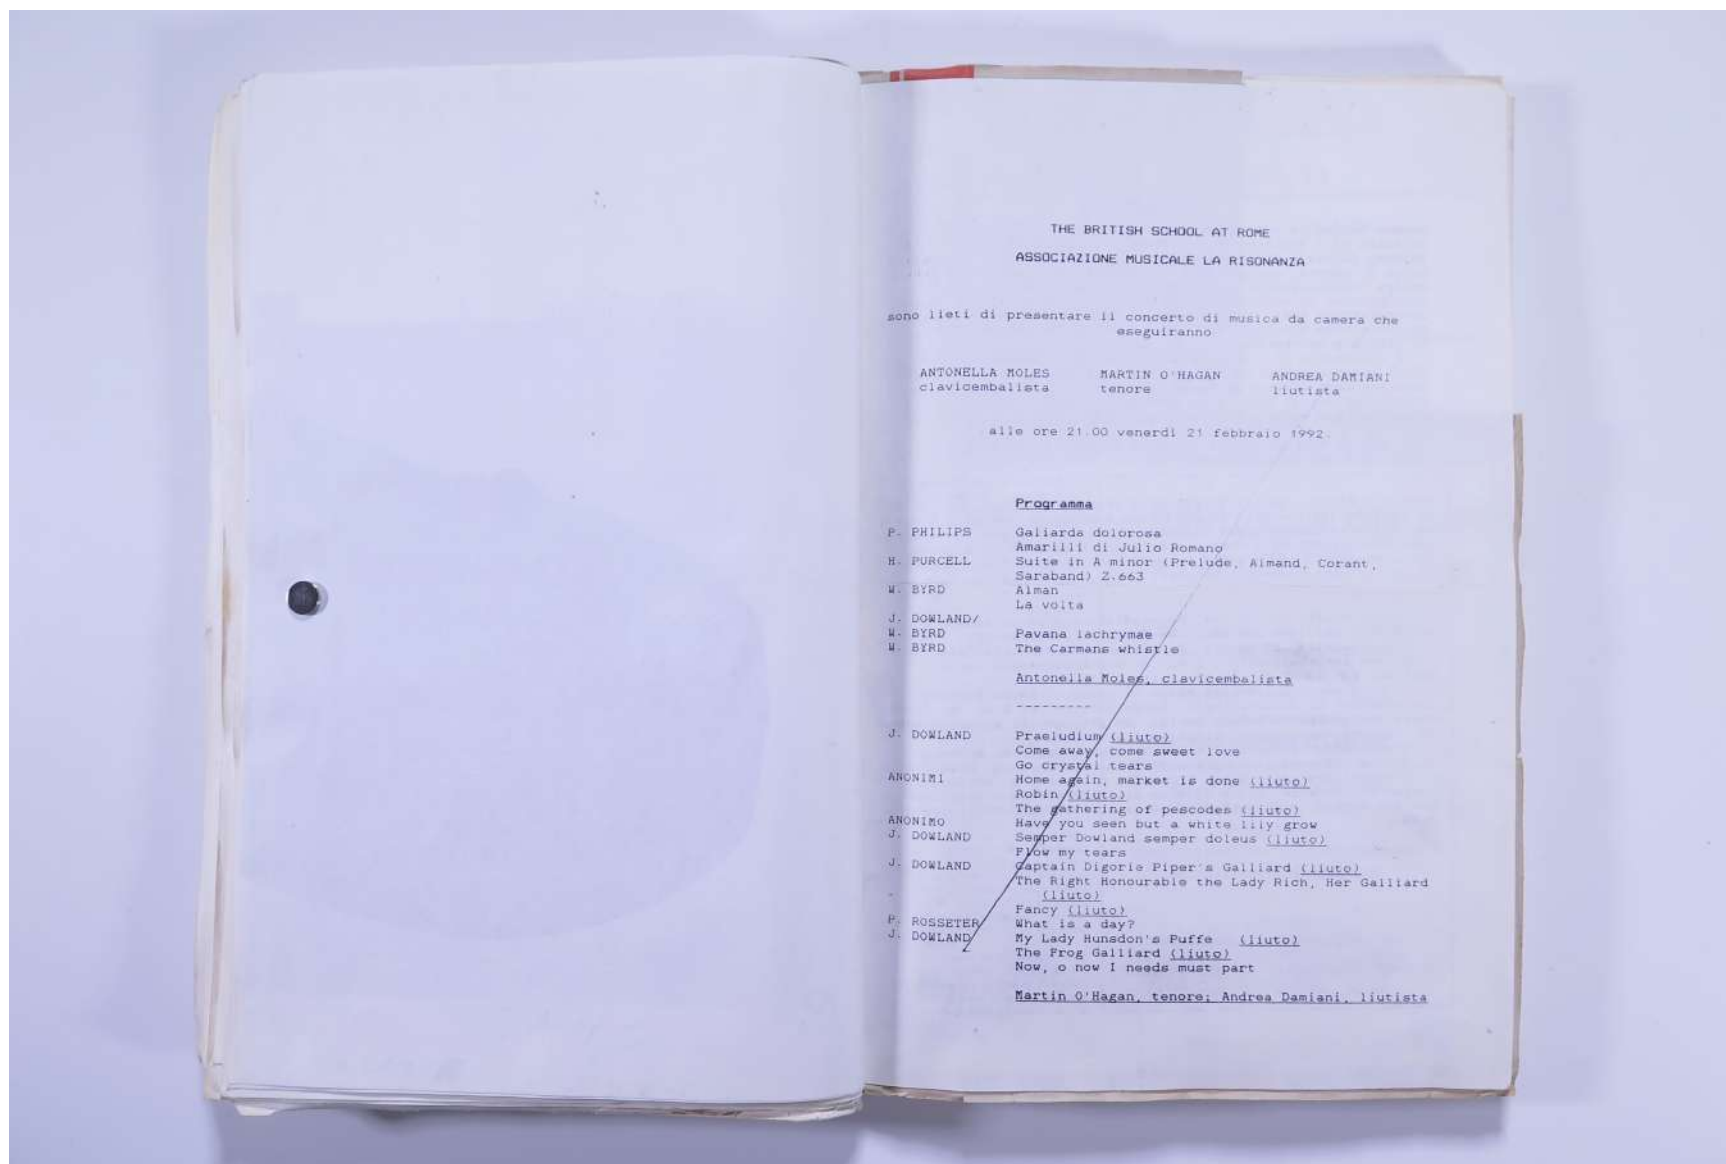 THE BRITISH SCHOOL AT ROME
ASSOCIAZIONE MUSICALE LA RISONANZA
sono lieti di presentare il concerto di musica da camera che
eseguiranno
ANTONELLA MOLES MARTIN O'HAGAN ANDREA DAMIANI
clavicembalista tenore liutista
alle ore 21.00 venerdì 21 febbraio 1992.
Programma
P. PHILIPS Galiarda dolorosa
Amarilli di Julio Romano
H. PURCELL Suite in A minor (Prelude, Almand, Corant,
Saraband) Z.663
W. BYRD Alman
La volta
J. DOWLAND/
W. BYRD Pavana lachrymae
W. BYRD The Carmans whistle
Antonella Moles, clavicembalista
---------
J. DOWLAND Praeludium (liuto)
Come away, come sweet love
Go crystal tears
ANONIMI Home again, market is done (liuto)
Robin (liuto)
The gathering of pescodes (liuto)
ANONIMO Have you seen but a white lily grow
J. DOWLAND Semper Dowland semper doleus (liuto)
Flow my tears
J. DOWLAND Captain Digorie Piper's Galliard (liuto)
The Right Honourable the Lady Rich, Her Galliard
(liuto)
Fancy (liuto)
P. ROSSETER What is a day?
J. DOWLAND My Lady Hunsdon's Puffe (liuto)
The Frog Galliard (liuto)
Now, o now I needs must part
Martin O'Hagan, tenore; Andrea Damiani, liutista